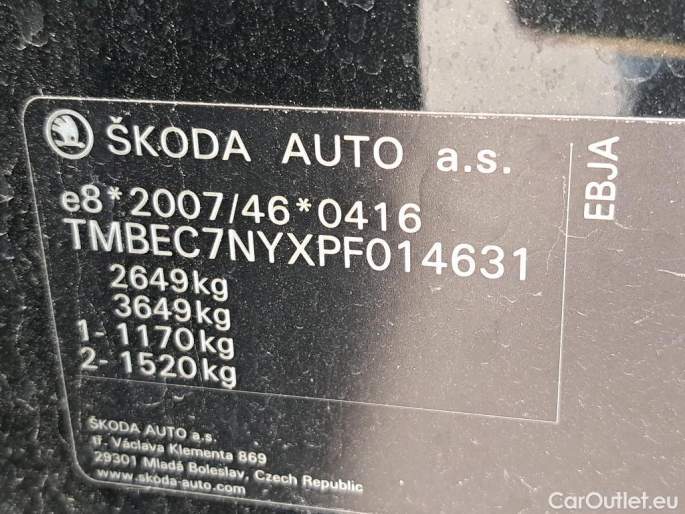 ŠKODA AUTO a.s.
e8*2007/46*0416
TMBEC7NYXPF014631
2649kg
3649kg
1- 1170kg
2- 1520kg
EBJA
ŠKODA AUTO a.s.
tř. Václava Klementa 869
29301 Mladá Boleslav, Czech Republic
www.skoda-auto.com
CarOutlet.eu